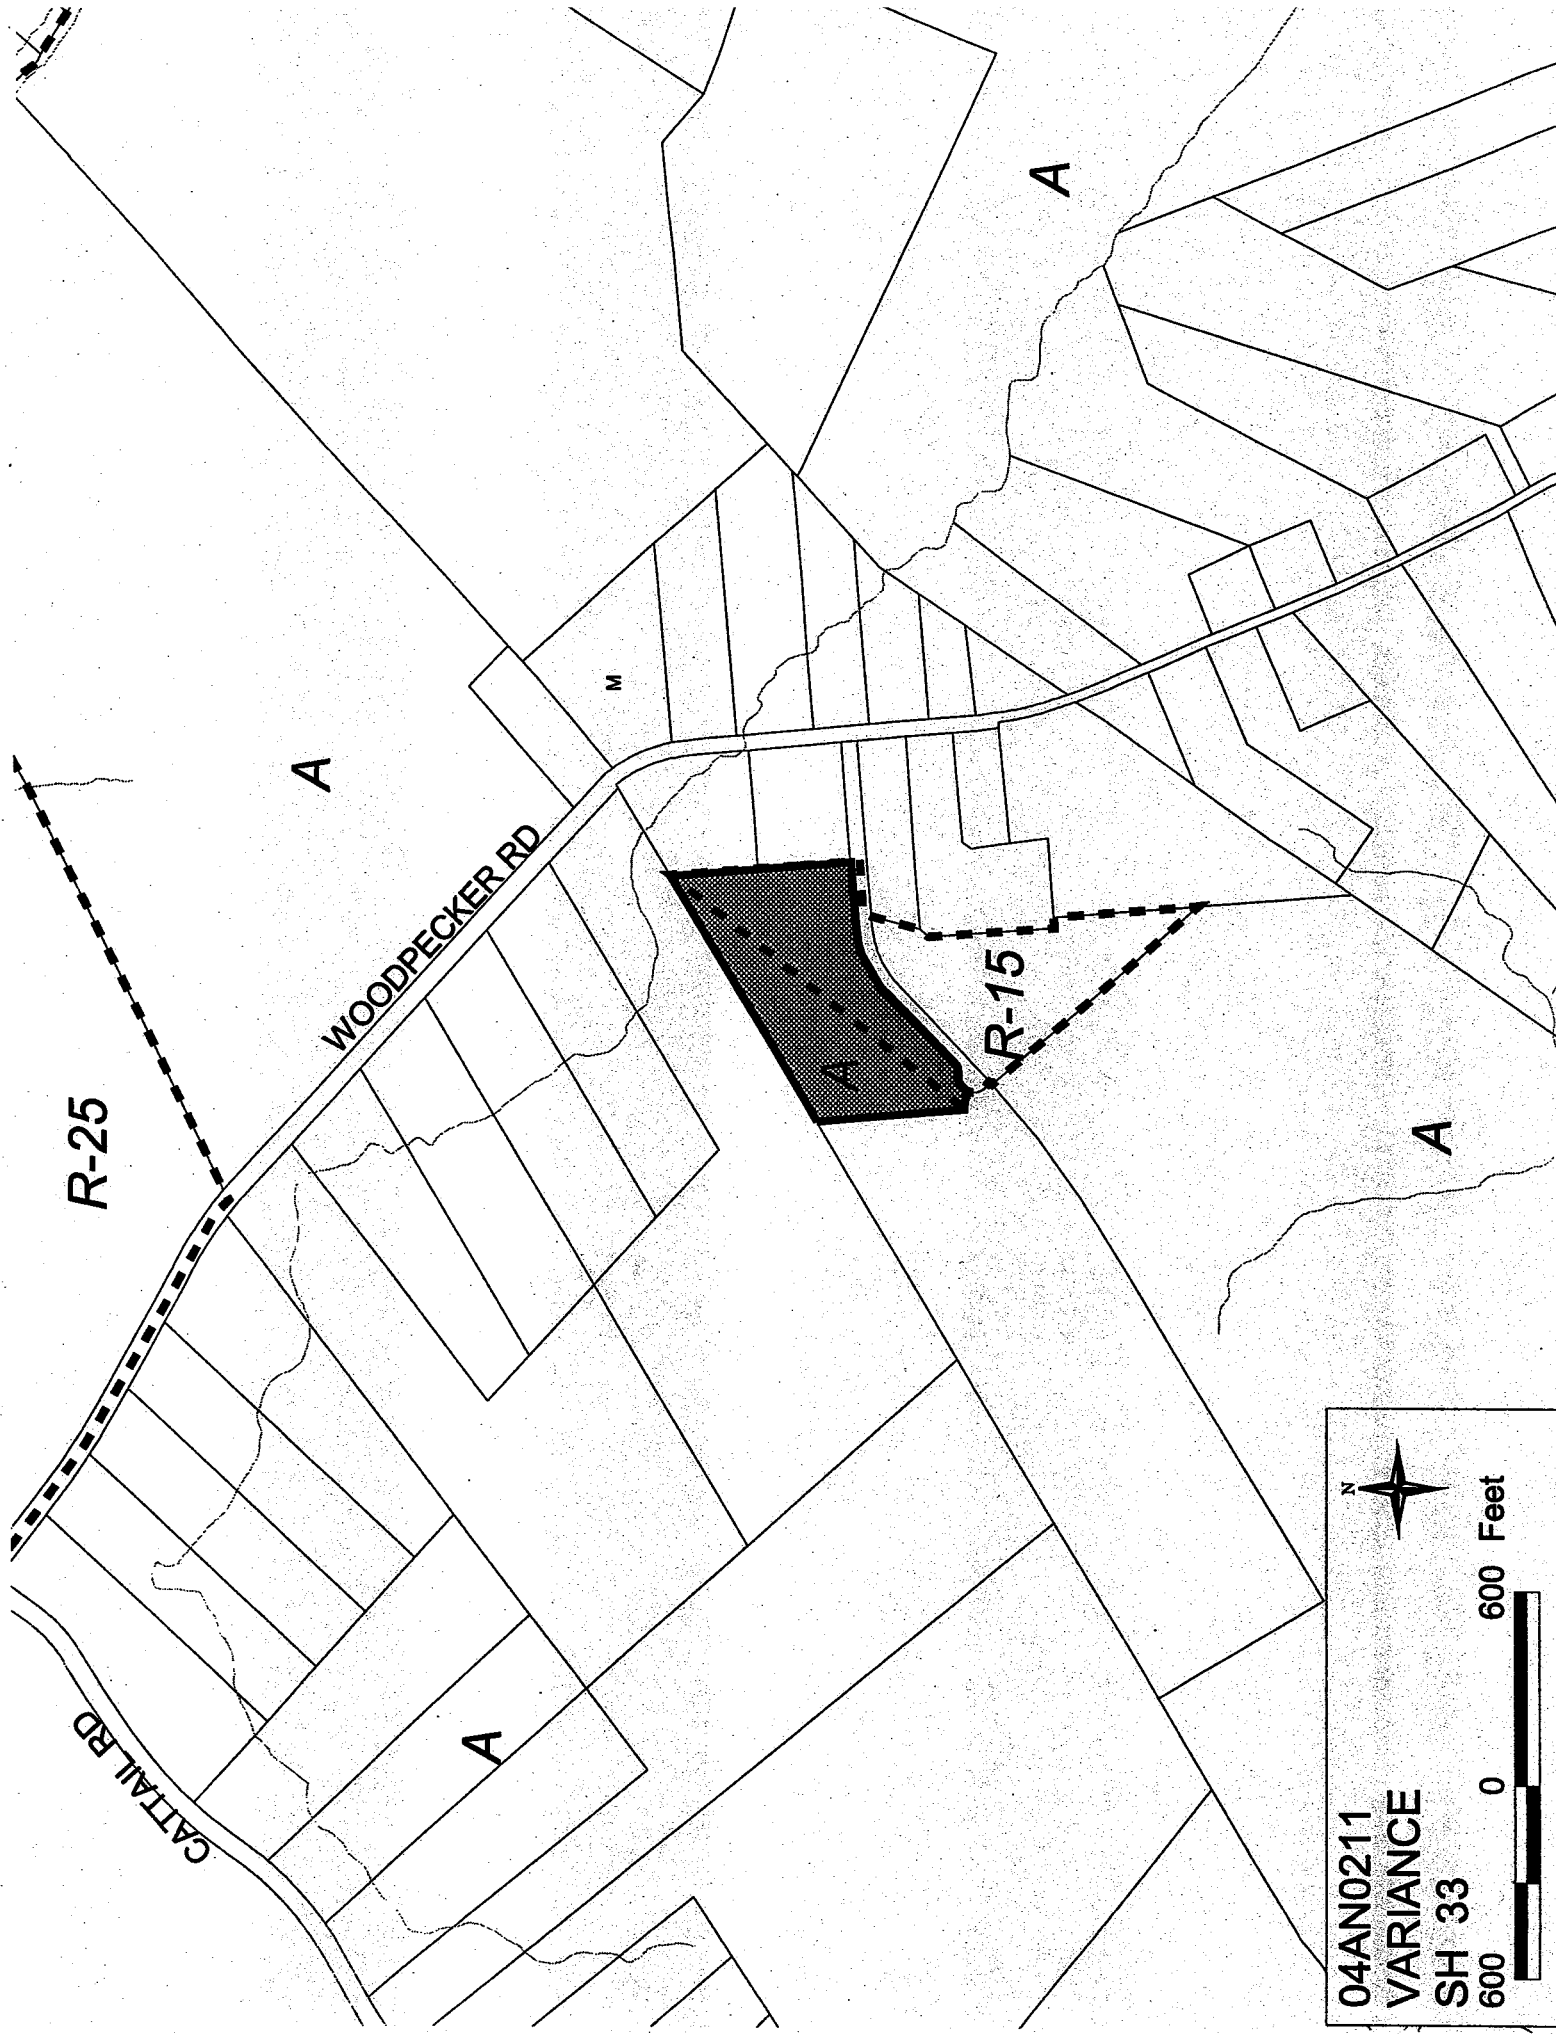 R-25
A
WOODPECKER RD
A
M
A
R-15
A
CATTAIL RD
A
04AN0211
VARIANCE
SH 33
N
600 0 600 Feet